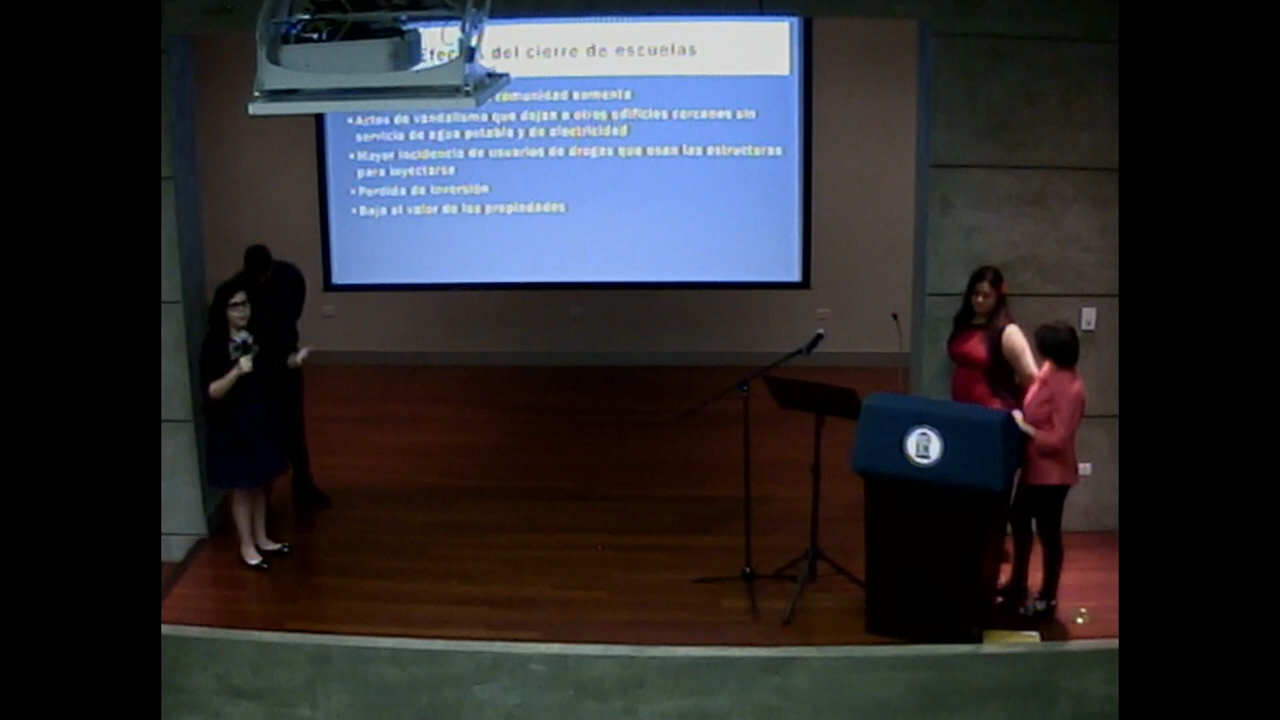 del cierre de escuelas
comunidad aumenta
• Actos de vandalismo que dejan a otros edificios cercanos sin
servicio de agua potable y de electricidad
• Mayor incidencia de usuarios de drogas que usan las estructuras
para inyectarse
• Perdida de inversión
• Baja el valor de las propiedades